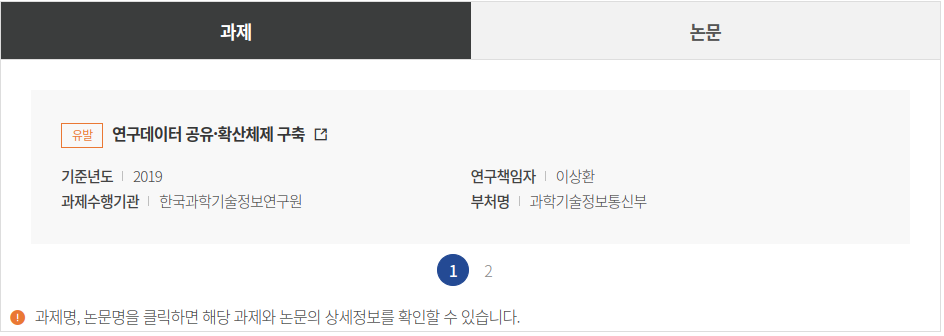 과제
논문
유발 연구데이터 공유·확산체제 구축
기준년도 2019 연구책임자 이상환
과제수행기관 한국과학기술정보연구원 부처명 과학기술정보통신부
1 2
! 과제명, 논문명을 클릭하면 해당 과제와 논문의 상세정보를 확인할 수 있습니다.